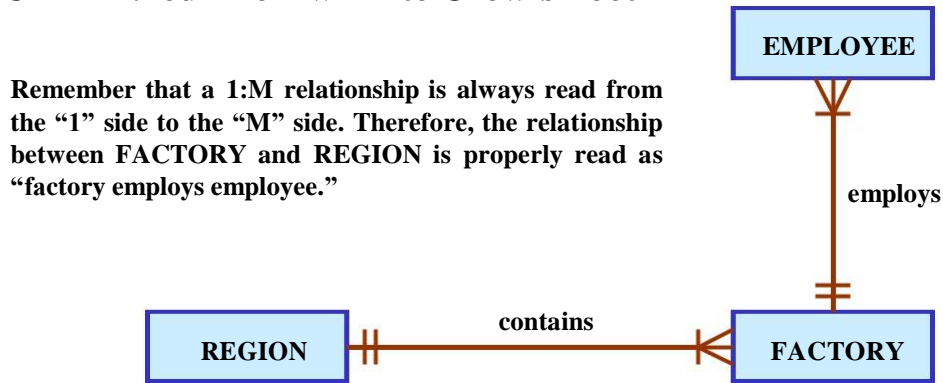 EMPLOYEE
Remember that a 1:M relationship is always read from
the “1” side to the “M” side. Therefore, the relationship
between FACTORY and REGION is properly read as
“factory employs employee.”
employs
contains
REGION
FACTORY